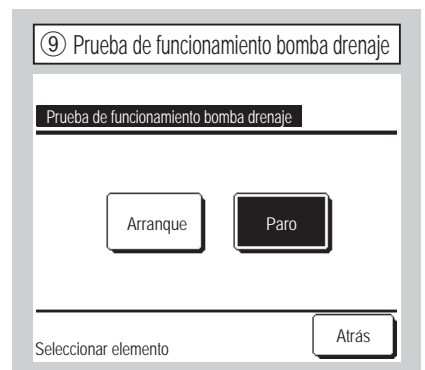 ⑨ Prueba de funcionamiento bomba drenaje
Prueba de funcionamiento bomba drenaje
Arranque Paro
Seleccionar elemento Atrás